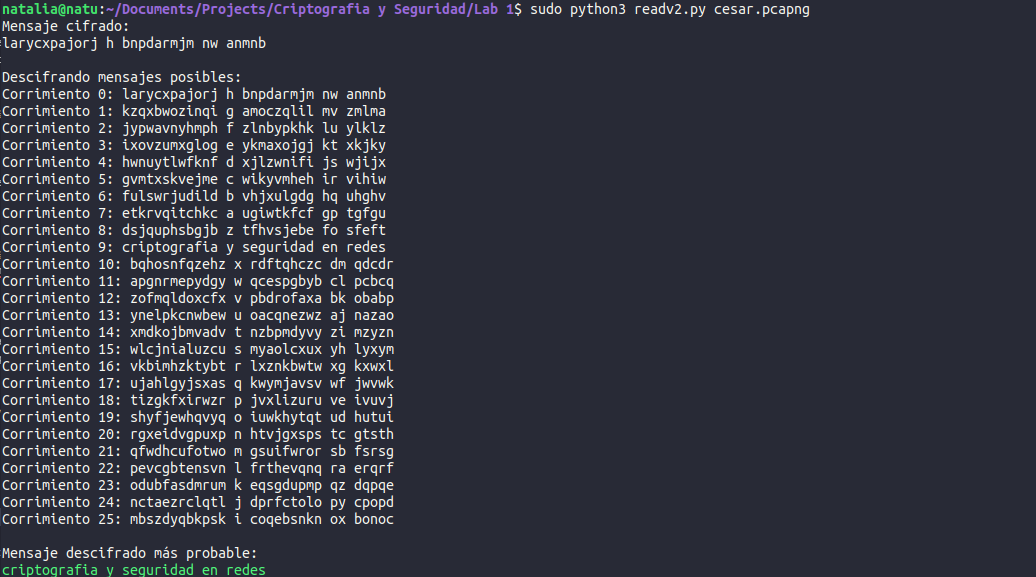 natalia@natu:~/Documents/Projects/Criptografia y Seguridad/Lab 1$ sudo python3 readv2.py cesar.pcapng
Mensaje cifrado:
larycxpajorj h bnpdarmjm nw anmnb
Descifrando mensajes posibles:
Corrimiento 0: larycxpajorj h bnpdarmjm nw anmnb
Corrimiento 1: kzqxbwozinqi g amoczqlil mv zmlma
Corrimiento 2: jypwavnyhmph f zlnbypkhk lu ylklz
Corrimiento 3: ixovzumxglog e ykmaxojgj kt xkjky
Corrimiento 4: hwnuytlwfknf d xjlzwnifi js wjijx
Corrimiento 5: gvmtxskvejme c wikyvmheh ir vihiw
Corrimiento 6: fulswrjudild b vhjxulgdg hq uhghv
Corrimiento 7: etkrvqitchkc a ugiwtkfcf gp tgfgu
Corrimiento 8: dsjquphsbgjb z tfhvsjebe fo sfeft
Corrimiento 9: criptografia y seguridad en redes
Corrimiento 10: bqhosnfqzehz x rdftqhczc dm qdcdr
Corrimiento 11: apgnrmepydgy w qcespgbyb cl pcbcq
Corrimiento 12: zofmqldoxcfx v pbdrofaxa bk obabp
Corrimiento 13: ynelpkcnwbew u oacqnezwz aj nazao
Corrimiento 14: xmdkojbmvadv t nzbpmdyvy zi mzyzn
Corrimiento 15: wlcjnialuzcu s myaolcxux yh lyxym
Corrimiento 16: vkbimhzktybt r lxznkbwtw xg kxwxl
Corrimiento 17: ujahlgyjsxas q kwymjavsv wf jwvwk
Corrimiento 18: tizgkfxirwzr p jvxlizuru ve ivuvj
Corrimiento 19: shyfjewhqvyq o iuwkhytqt ud hutui
Corrimiento 20: rgxeidvgpuxp n htvjgxsps tc gtsth
Corrimiento 21: qfwdhcufotwo m gsuifwror sb fsrsg
Corrimiento 22: pevcgbtensvn l frthevqnq ra erqrf
Corrimiento 23: odubfasdmrum k eqsgdupmp qz dqpqe
Corrimiento 24: nctaezrclqtl j dprfctolo py cpopd
Corrimiento 25: mbszdyqbkpsk i coqebsnkn ox bonoc
Mensaje descifrado más probable:
criptografia y seguridad en redes